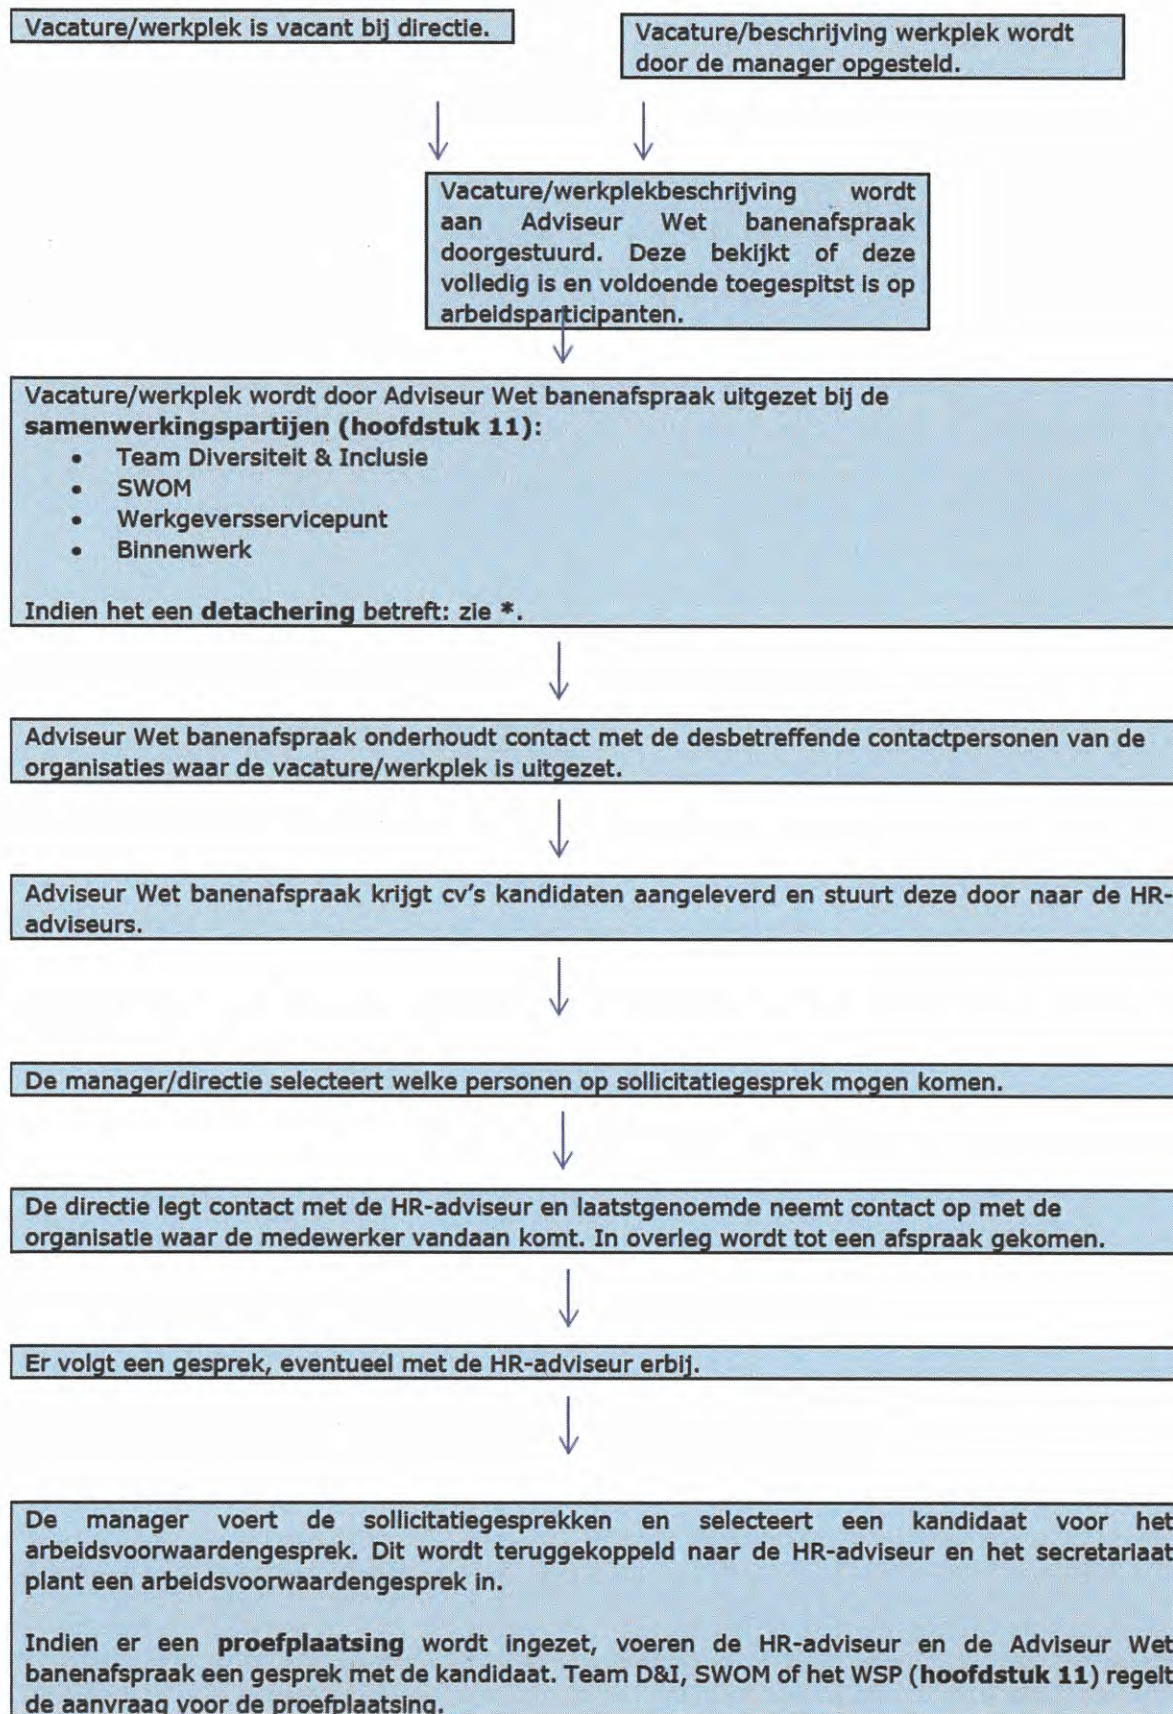 Vacature/werkplek is vacant bij directie.
Vacature/beschrijving werkplek wordt
door de manager opgesteld.
Vacature/werkplekbeschrijving wordt
aan Adviseur Wet banenafspraak
doorgestuurd. Deze bekijkt of deze
volledig is en voldoende toegespitst is op
arbeidsparticipanten.
Vacature/werkplek wordt door Adviseur Wet banenafspraak uitgezet bij de
samenwerkingspartijen (hoofdstuk 11):
• Team Diversiteit & Inclusie
• SWOM
• Werkgeversservicepunt
• Binnenwerk
Indien het een detachering betreft: zie *.
Adviseur Wet banenafspraak onderhoudt contact met de desbetreffende contactpersonen van de
organisaties waar de vacature/werkplek is uitgezet.
Adviseur Wet banenafspraak krijgt cv's kandidaten aangeleverd en stuurt deze door naar de HR-
adviseurs.
De manager/directie selecteert welke personen op sollicitatiegesprek mogen komen.
De directie legt contact met de HR-adviseur en laatstgenoemde neemt contact op met de
organisatie waar de medewerker vandaan komt. In overleg wordt tot een afspraak gekomen.
Er volgt een gesprek, eventueel met de HR-adviseur erbij.
De manager voert de sollicitatiegesprekken en selecteert een kandidaat voor het
arbeidsvoorwaardengesprek. Dit wordt teruggekoppeld naar de HR-adviseur en het secretariaat
plant een arbeidsvoorwaardengesprek in.
Indien er een proefplaatsing wordt ingezet, voeren de HR-adviseur en de Adviseur Wet
banenafspraak een gesprek met de kandidaat. Team D&I, SWOM of het WSP (hoofdstuk 11) regelt
de aanvraag voor de proefplaatsing.